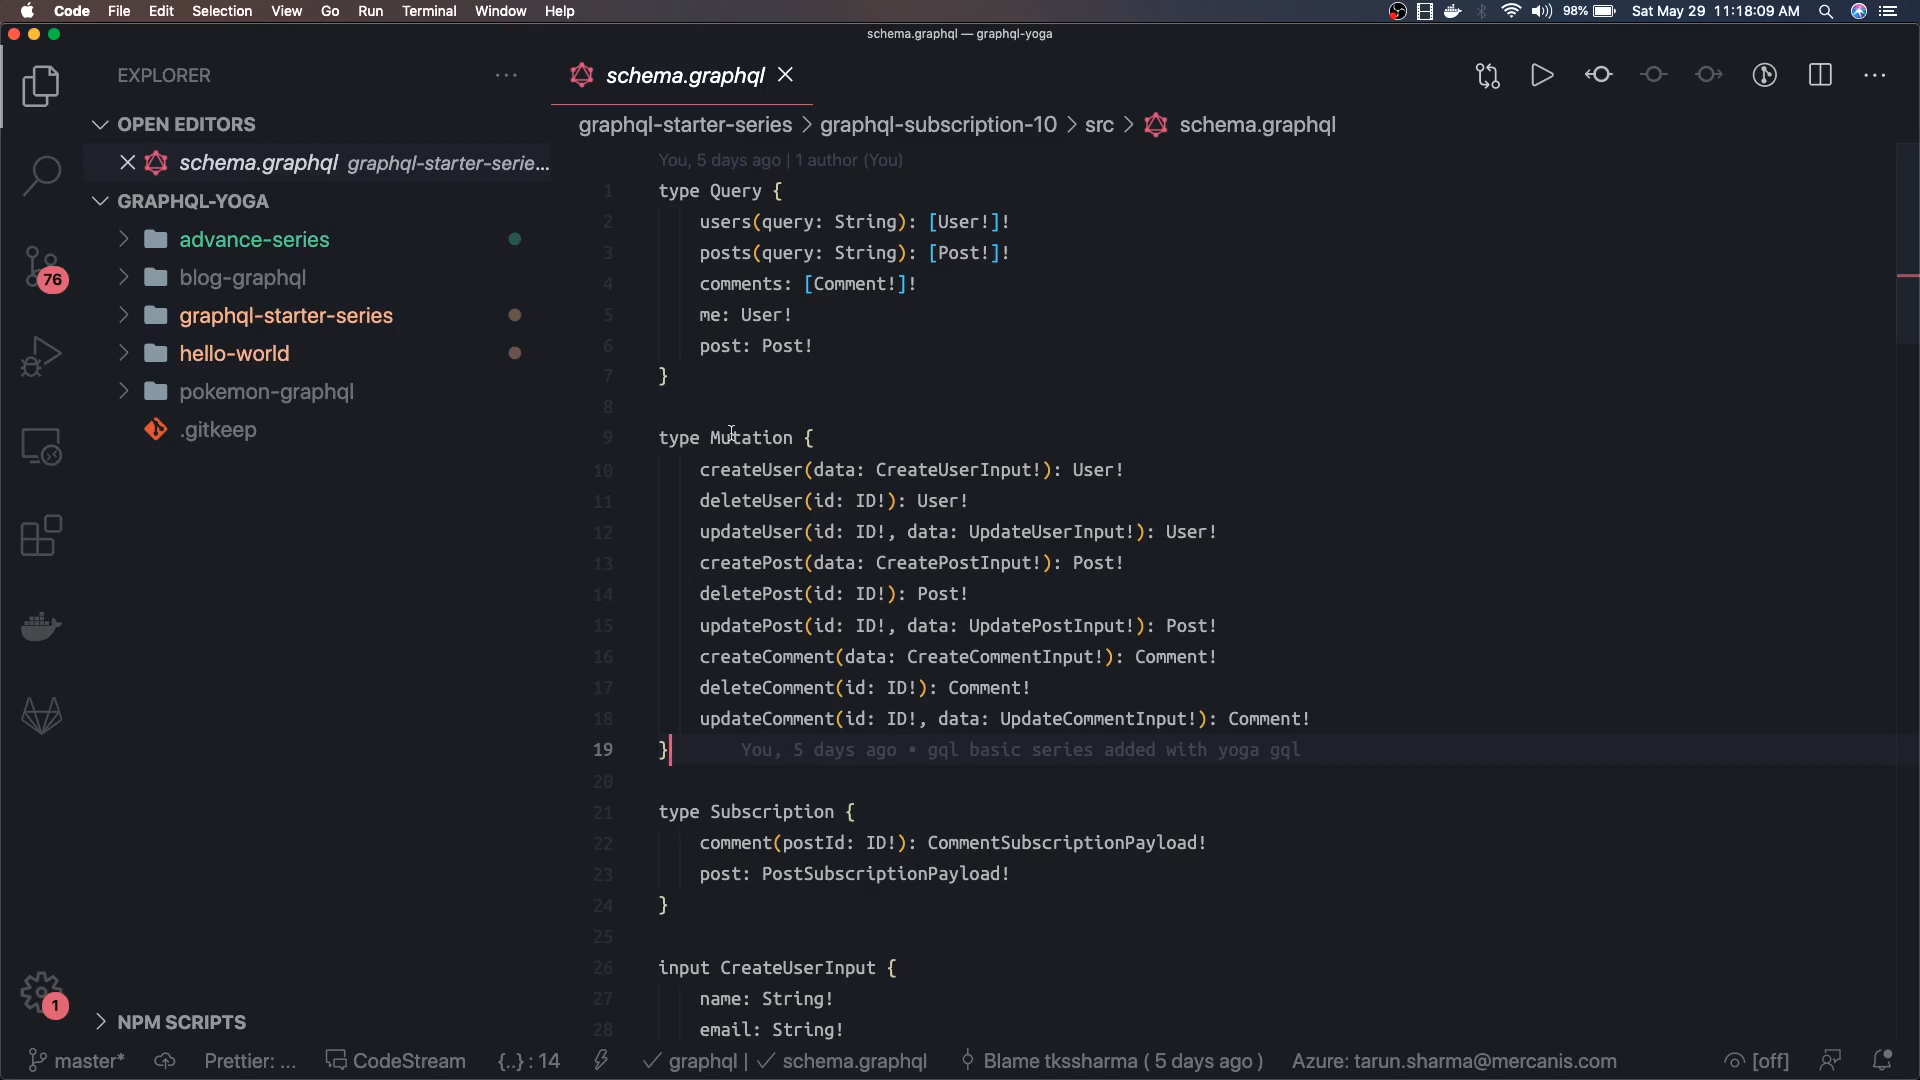 Code File Edit Selection View Go Run Terminal Window Help 98% Sat May 29 11:18:09 AM
schema.graphql — graphql-yoga
EXPLORER
schema.graphql
OPEN EDITORS
graphql-starter-series > graphql-subscription-10 > src > schema.graphql
schema.graphql graphql-starter-serie...
You, 5 days ago | 1 author (You)
GRAPHQL-YOGA
advance-series
blog-graphql
graphql-starter-series
hello-world
pokemon-graphql
.gitkeep
76
1 type Query {
2 users(query: String): [User!]!
3 posts(query: String): [Post!]!
4 comments: [Comment!]!
5 me: User!
6 post: Post!
7 }
8
9 type Mutation {
10 createUser(data: CreateUserInput!): User!
11 deleteUser(id: ID!): User!
12 updateUser(id: ID!, data: UpdateUserInput!): User!
13 createPost(data: CreatePostInput!): Post!
14 deletePost(id: ID!): Post!
15 updatePost(id: ID!, data: UpdatePostInput!): Post!
16 createComment(data: CreateCommentInput!): Comment!
17 deleteComment(id: ID!): Comment!
18 updateComment(id: ID!, data: UpdateCommentInput!): Comment!
19 } You, 5 days ago • gql basic series added with yoga gql
20
21 type Subscription {
22 comment(postId: ID!): CommentSubscriptionPayload!
23 post: PostSubscriptionPayload!
24 }
25
26 input CreateUserInput {
27 name: String!
28 email: String!
1
NPM SCRIPTS
master* Prettier: ... CodeStream {..} : 14 graphql | schema.graphql Blame tkssharma ( 5 days ago ) Azure: tarun.sharma@mercanis.com [off]